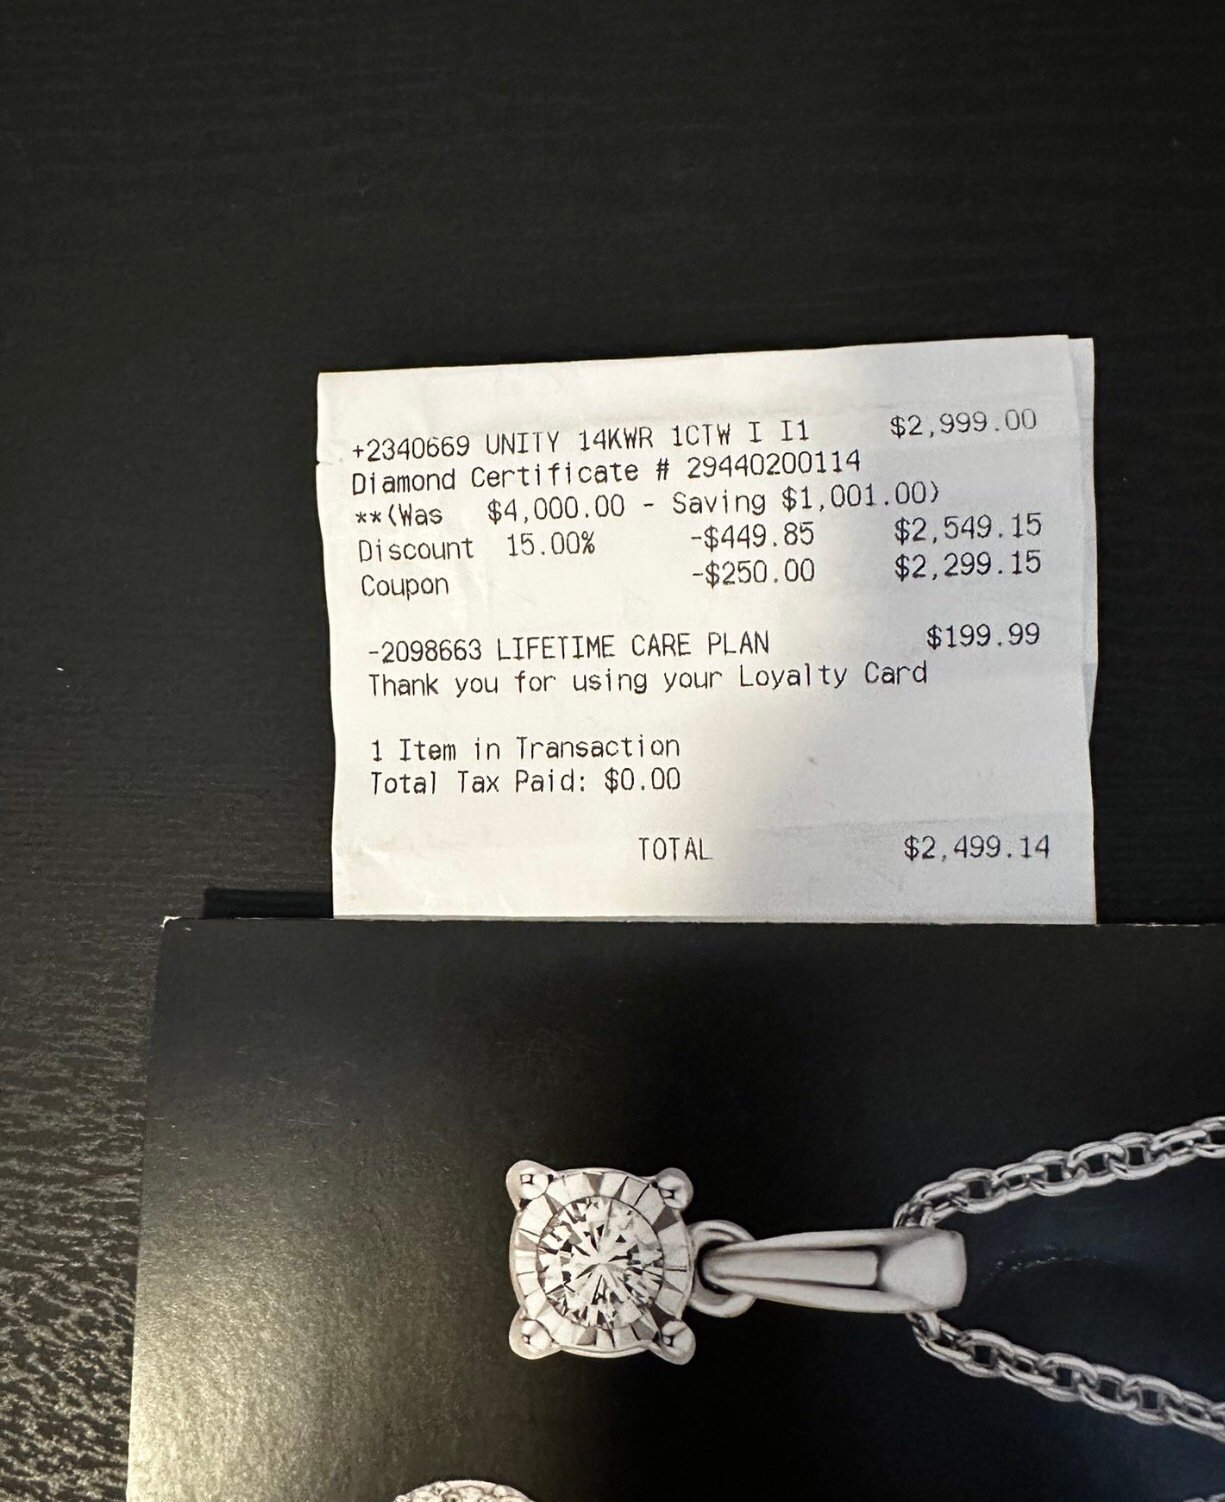 +2340669 UNITY 14KWR 1CTW I I1 $2,999.00
Diamond Certificate # 29440200114
**(Was $4,000.00 - Saving $1,001.00)
Discount 15.00% -$449.85 $2,549.15
Coupon -$250.00 $2,299.15
-2098663 LIFETIME CARE PLAN $199.99
Thank you for using your Loyalty Card
1 Item in Transaction
Total Tax Paid: $0.00
TOTAL $2,499.14